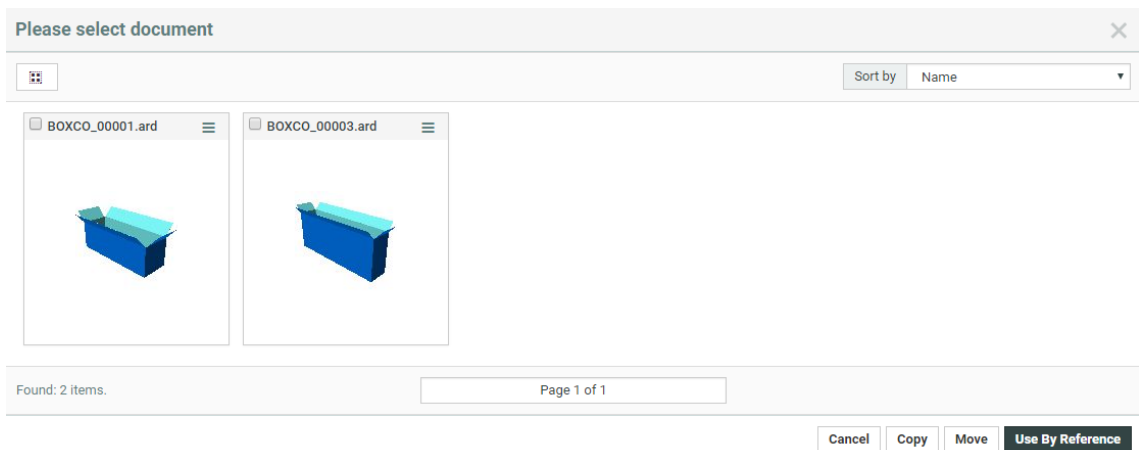 Please select document
Sort by Name
BOXCO_00001.ard
BOXCO_00003.ard
Found: 2 items.
Page 1 of 1
Cancel Copy Move Use By Reference